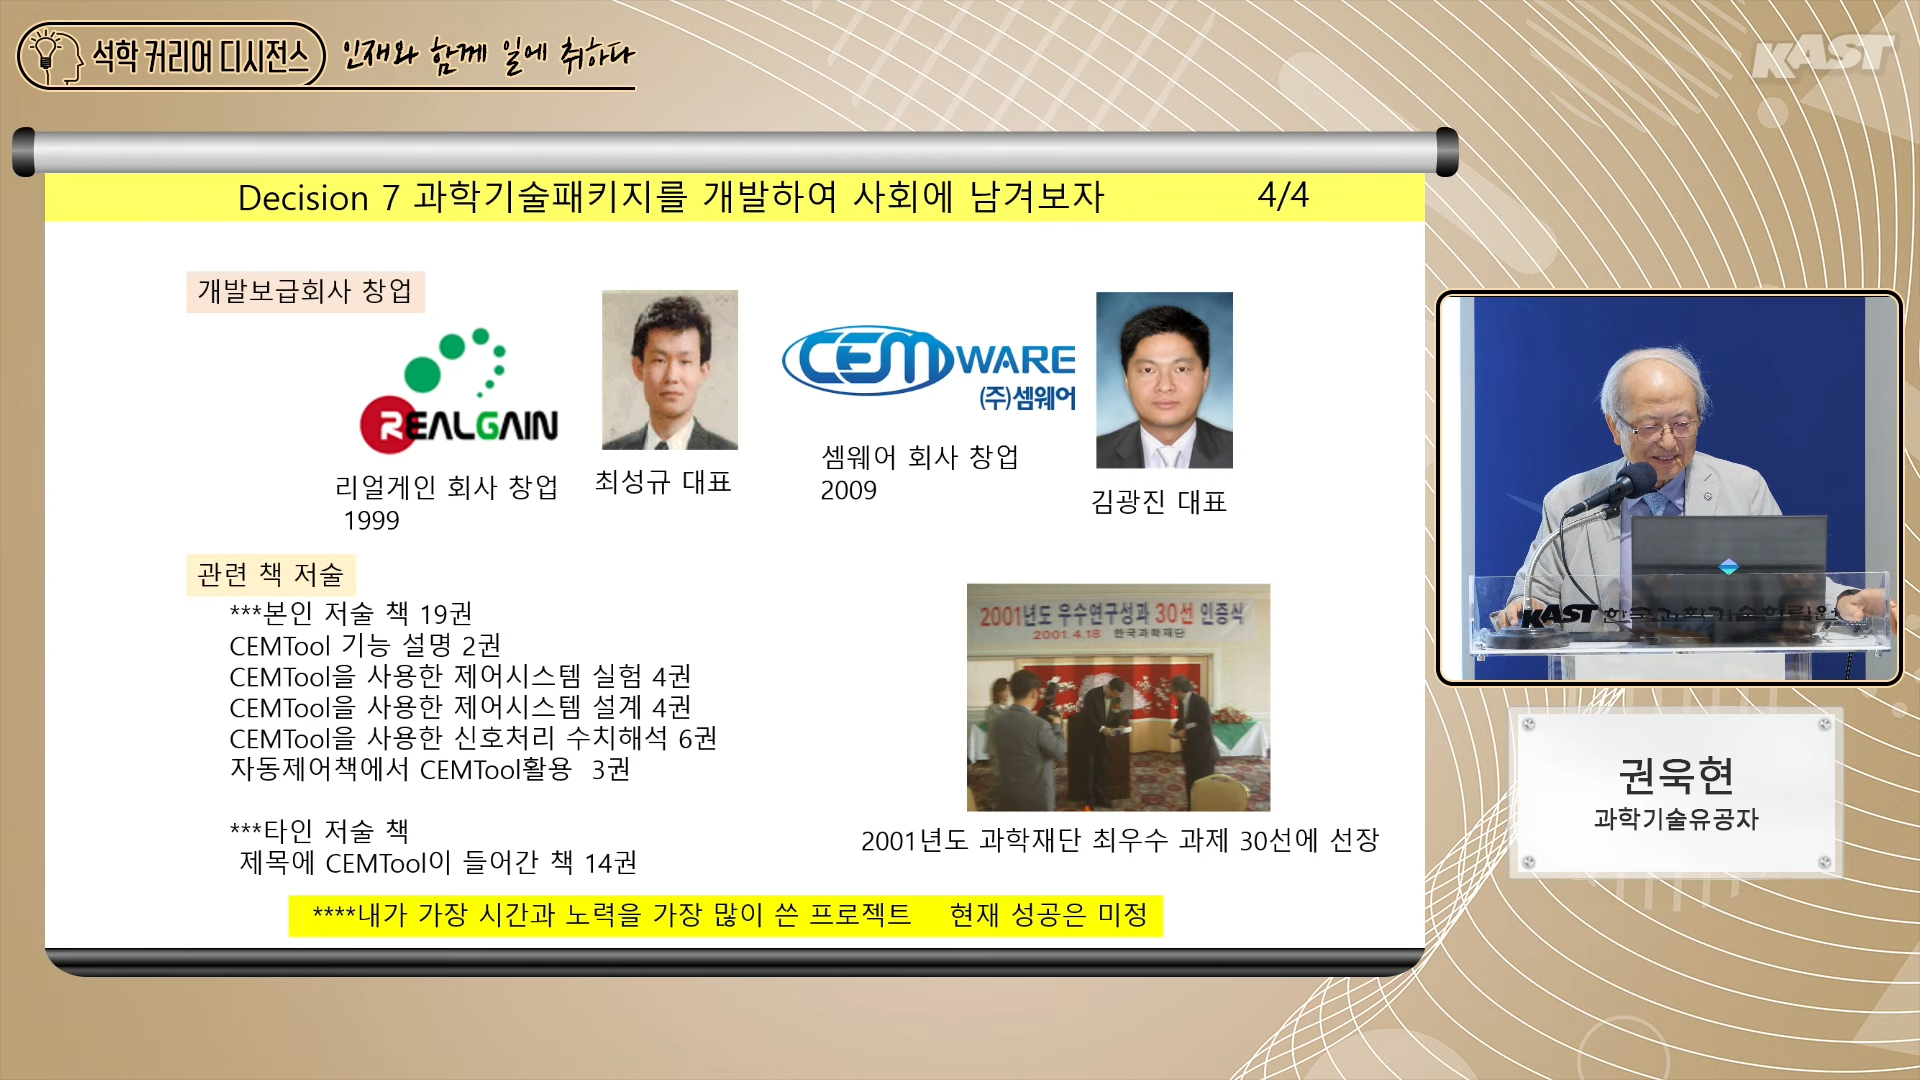 석학 커리어 디시전스 인재와 함께 일에 취하다
KAST
Decision 7 과학기술패키지를 개발하여 사회에 남겨보자 4/4
개발보급회사 창업
REALGAIN
리얼게인 회사 창업
1999
최성규 대표
CEMWARE
(주)셈웨어
셈웨어 회사 창업
2009
김광진 대표
관련 책 저술
***본인 저술 책 19권
CEMTool 기능 설명 2권
CEMTool을 사용한 제어시스템 실험 4권
CEMTool을 사용한 제어시스템 설계 4권
CEMTool을 사용한 신호처리 수치해석 6권
자동제어책에서 CEMTool활용 3권
***타인 저술 책
제목에 CEMTool이 들어간 책 14권
2001년도 우수연구성과 30선 인증식
2001.4.18 한국과학재단
2001년도 과학재단 최우수 과제 30선에 선장
****내가 가장 시간과 노력을 가장 많이 쓴 프로젝트 현재 성공은 미정
KAST 한국과학기술한림원
권욱현
과학기술유공자